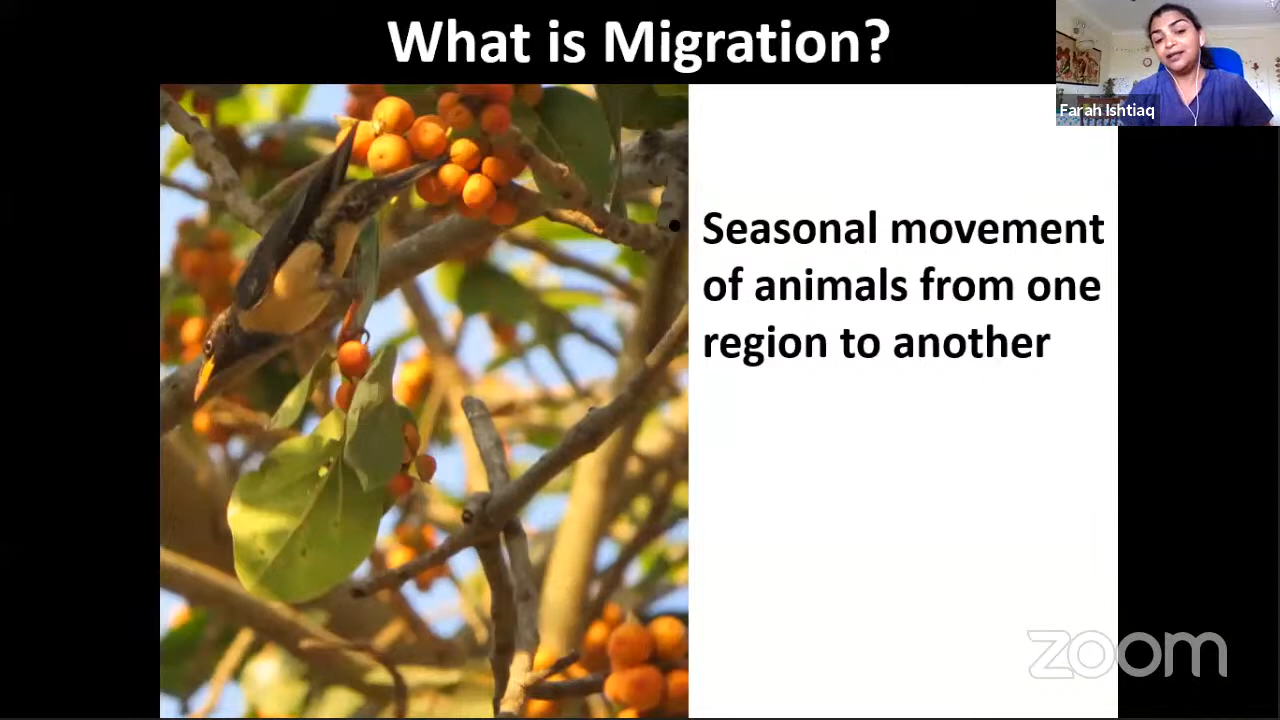 What is Migration?
Farah Ishtiaq
• Seasonal movement
of animals from one
region to another
zoom